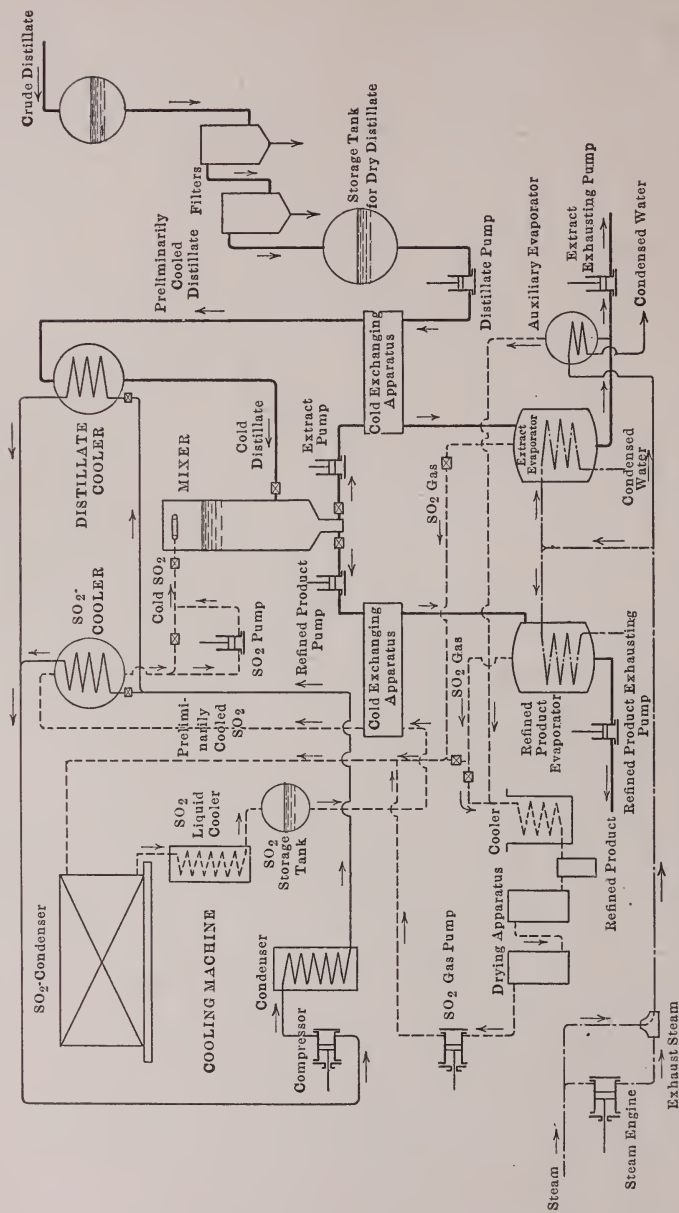 Crude Distillate
Preliminarily
Cooled
Distillate
Filters
Storage Tank
for Dry Distillate
DISTILLATE
COOLER
Cold
Distillate
Distillate Pump
Cold Exchanging
Apparatus
Extract
Pump
Auxiliary Evaporator
Extract
Exhausting Pump
Condensed Water
MIXER
Cold SO2
SO2-
COOLER
SO2 Pump
Refined Product
Pump
SO2 Gas
Extract
Evaporator
Condensed
Water
Prelimi-
narily
Cooled
SO2
Cold Exchanging
Apparatus
SO2 Gas
Refined
Product
Evaporator
Refined Product Exhausting
Pump
SO2-Condenser
SO2
Liquid
Cooler
SO2
Storage
Tank
COOLING MACHINE
Condenser
Compressor
SO2 Gas Pump
Drying Apparatus
Cooler
Refined Product
Steam
Steam Engine
Exhaust Steam